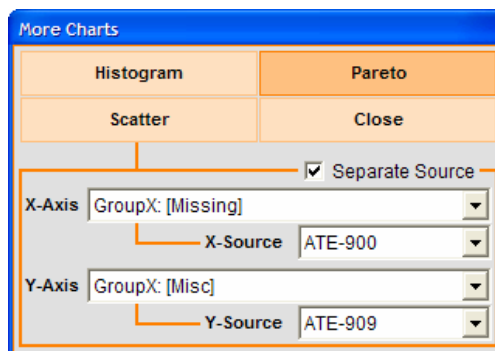 More Charts
Histogram Pareto
Scatter Close
Separate Source
X-Axis GroupX: [Missing]
X-Source ATE-900
Y-Axis GroupX: [Misc]
Y-Source ATE-909